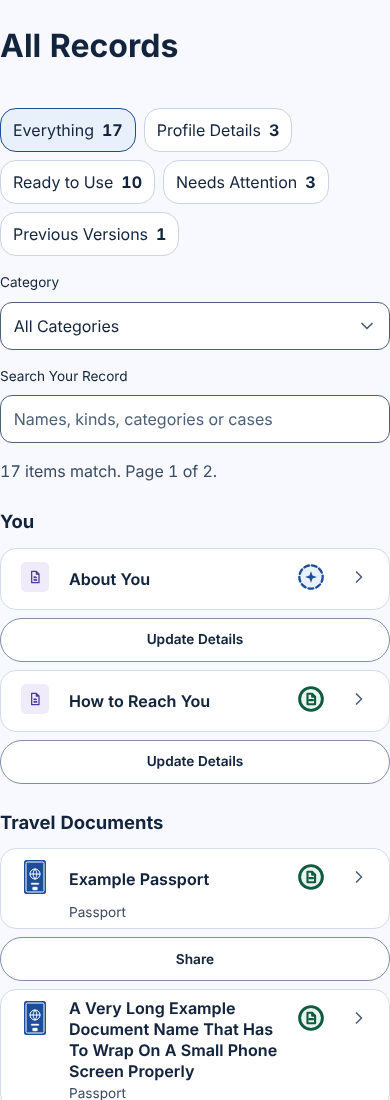 All Records
Everything 17
Profile Details 3
Ready to Use 10
Needs Attention 3
Previous Versions 1
Category
All Categories
Search Your Record
Names, kinds, categories or cases
17 items match. Page 1 of 2.
You
About You
Update Details
How to Reach You
Update Details
Travel Documents
Example Passport
Passport
Share
A Very Long Example
Document Name That Has
To Wrap On A Small Phone
Screen Properly
Passport